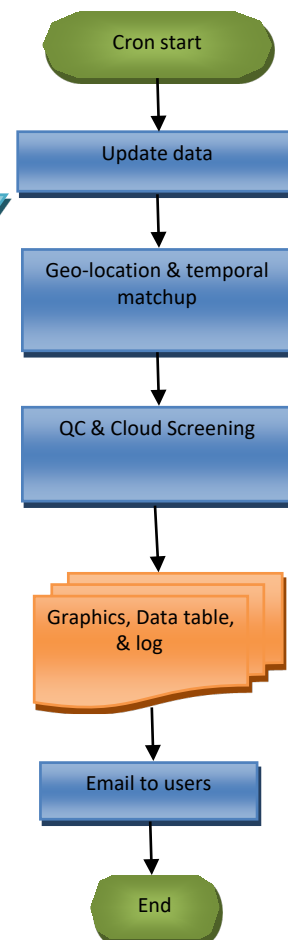 Cron start
Update data
Geo-location & temporal
matchup
QC & Cloud Screening
Graphics, Data table,
& log
Email to users
End